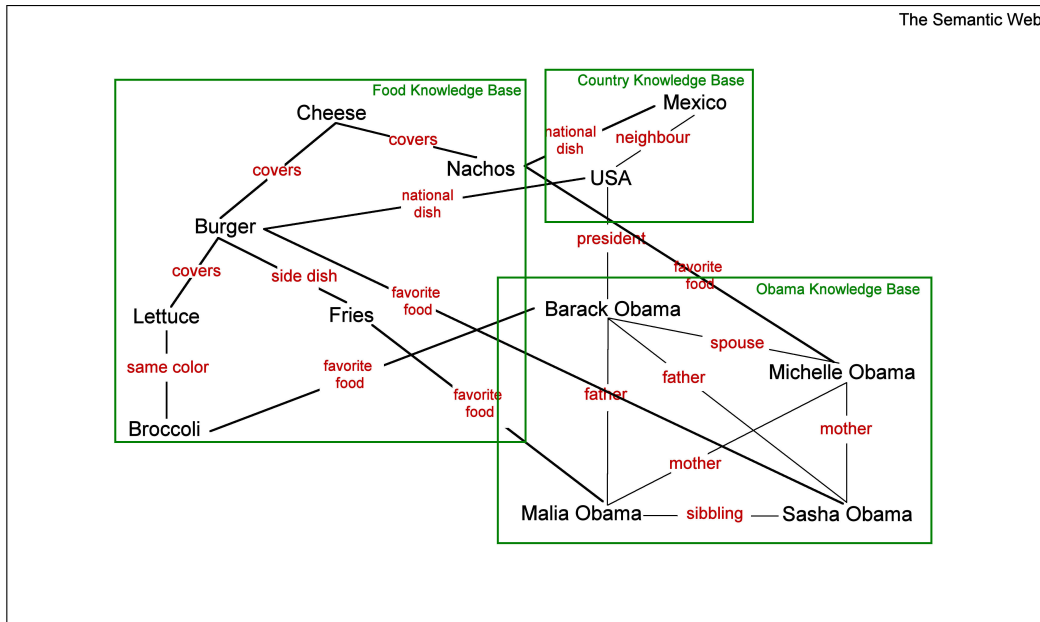 The Semantic Web
Food Knowledge Base
Country Knowledge Base
Cheese
Mexico
covers
national
dish
neighbour
covers
Nachos
USA
national
dish
Burger
president
covers
side dish
favorite
food
favorite
food
Obama Knowledge Base
Lettuce
Fries
Barack Obama
spouse
same color
favorite
food
father
Michelle Obama
favorite
food
father
Broccoli
mother
mother
Malia Obama
sibbling
Sasha Obama